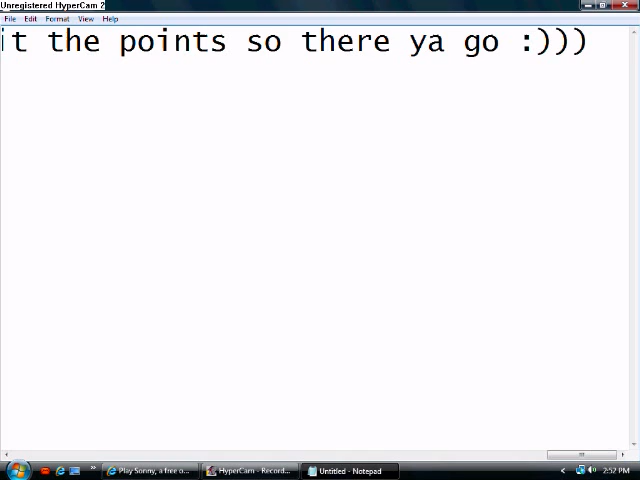 Unregistered HyperCam 2
File Edit Format View Help
it the points so there ya go :)))
Play Sonny, a free o... HyperCam - Record... Untitled - Notepad 2:52 PM